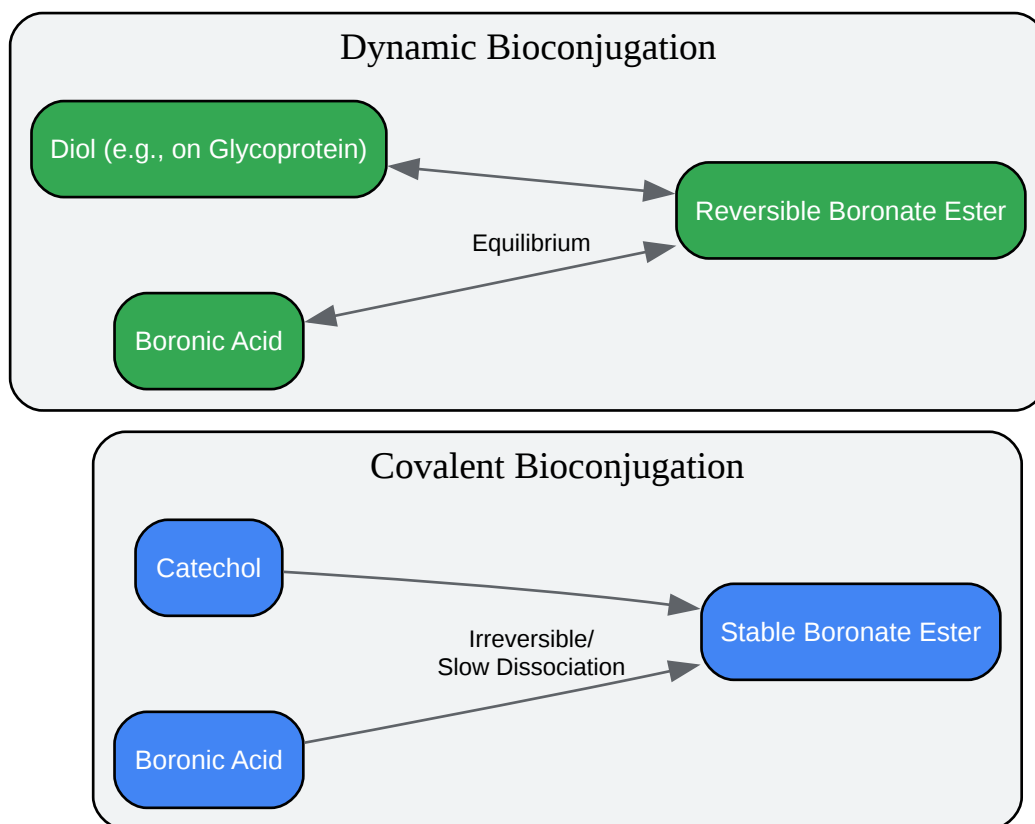 Dynamic Bioconjugation
Diol (e.g., on Glycoprotein)
Reversible Boronate Ester
Equilibrium
Boronic Acid
Covalent Bioconjugation
Catechol
Stable Boronate Ester
Irreversible/
Slow Dissociation
Boronic Acid